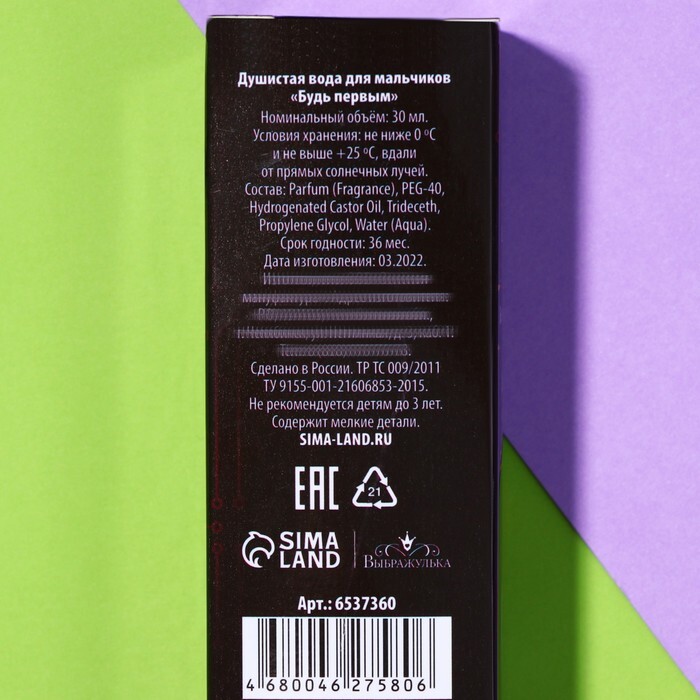 Душистая вода для мальчиков
«Будь первым»
Номинальный объём: 30 мл.
Условия хранения: не ниже 0 ºС
и не выше +25 ºС, вдали
от прямых солнечных лучей.
Состав: Parfum (Fragrance), PEG-40,
Hydrogenated Castor Oil, Trideceth,
Propylene Glycol, Water (Aqua).
Срок годности: 36 мес.
Дата изготовления: 03.2022.
Сделано в России. ТР ТС 009/2011
ТУ 9155-001-21606853-2015.
Не рекомендуется детям до 3 лет.
Содержит мелкие детали.
SIMA-LAND.RU
EAC 21
SIMA
LAND
ВЫБРАЖУЛЬКА
Арт.: 6537360
4 680046 275806